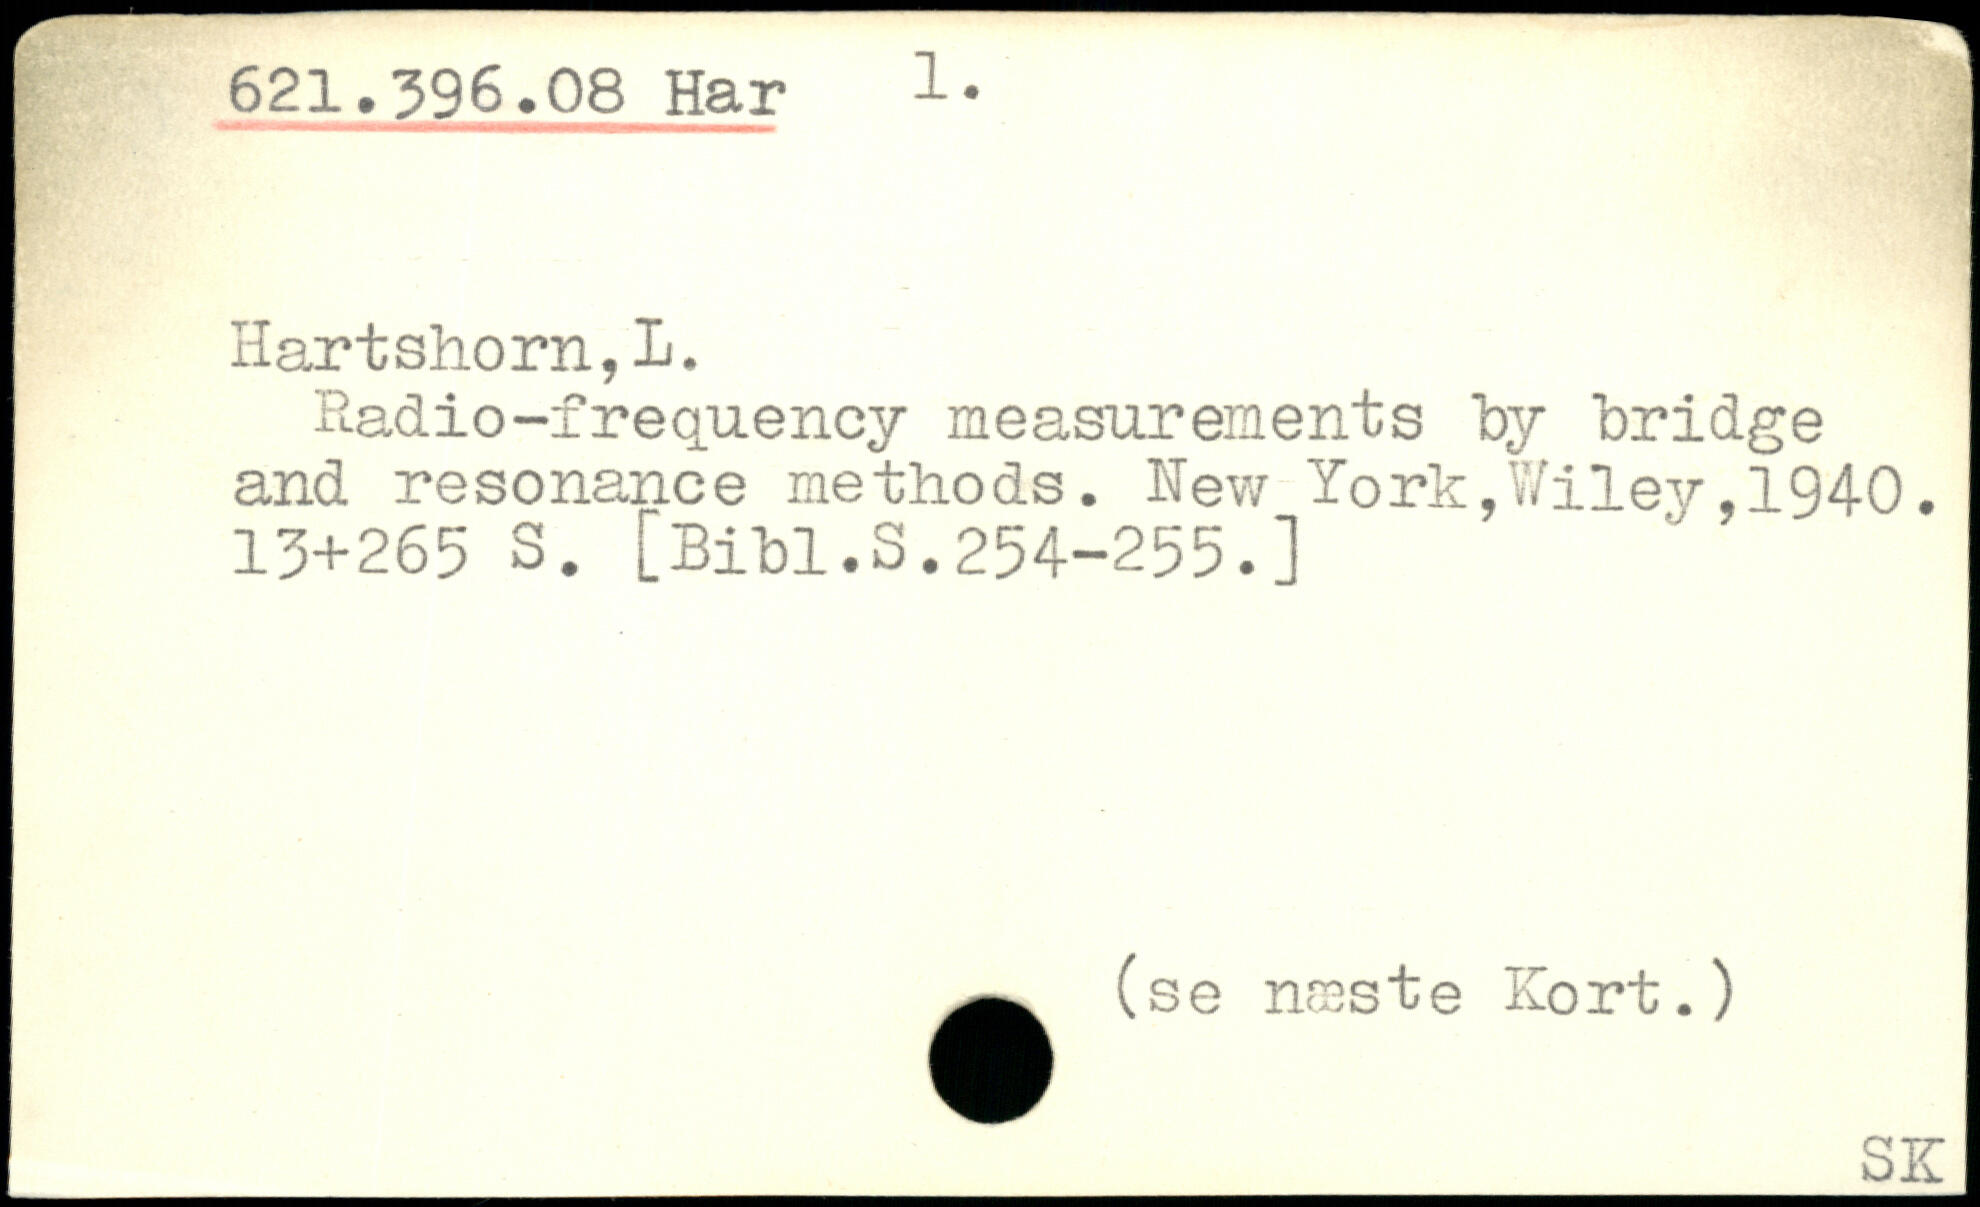 621.396.08 Har 1.
Hartshorn,L.
Radio-frequency measurements by bridge
and resonance methods. New York,Wiley,1940.
13+265 S. [Bibl.S.254-255.]
(se næste Kort.)
SK